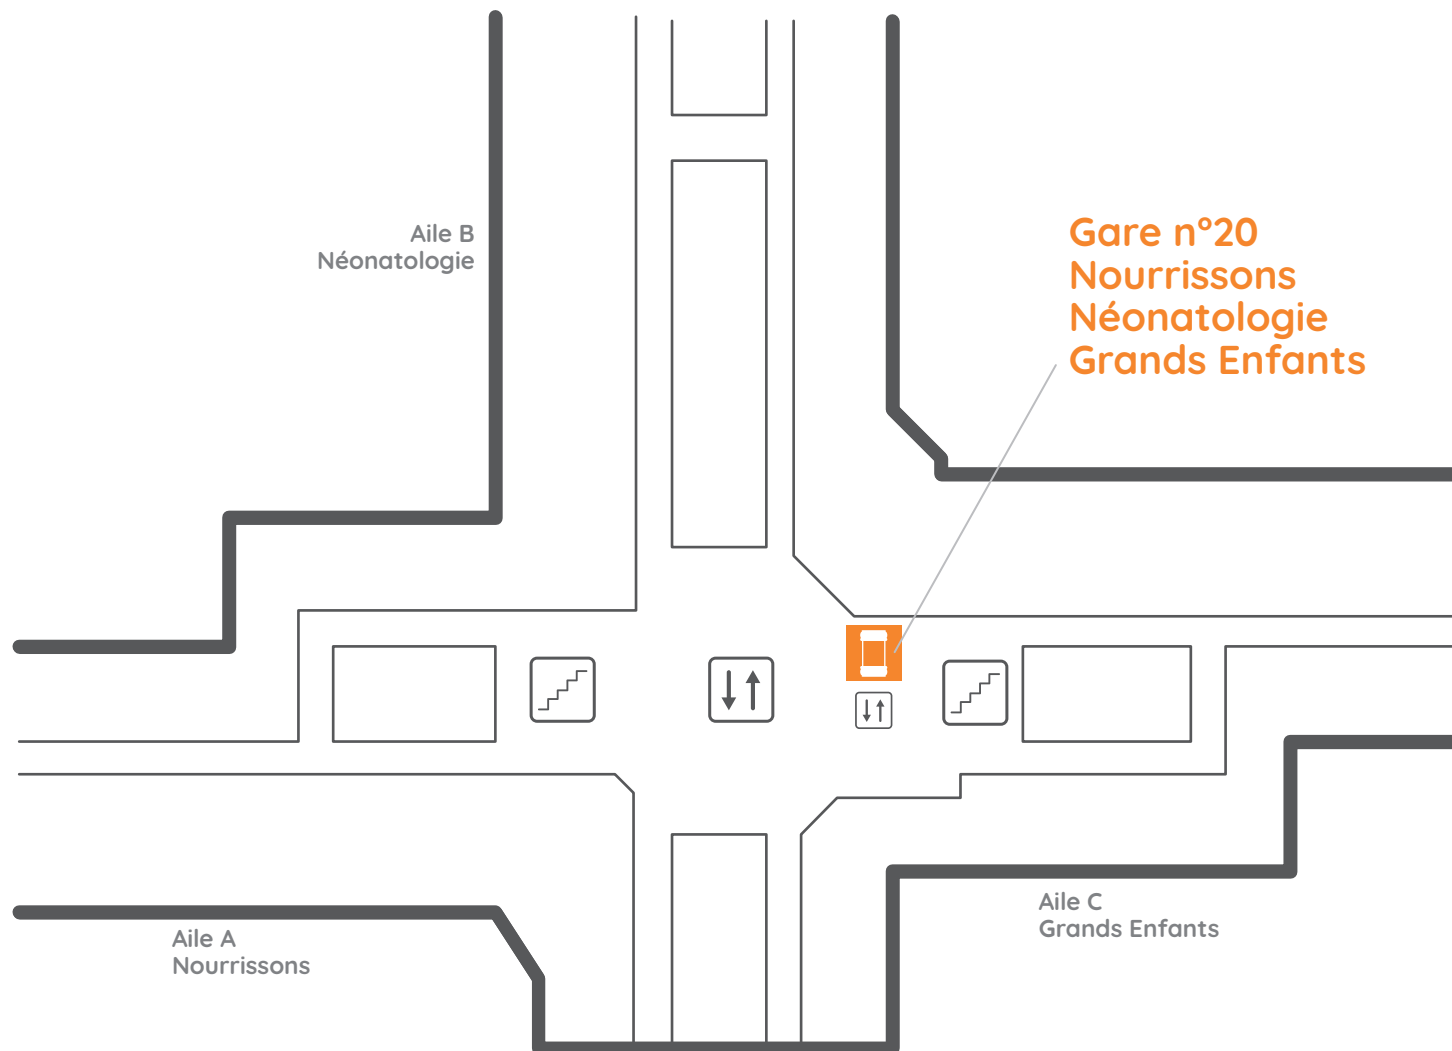 Aile B
Néonatologie
Gare n°20
Nourrissons
Néonatologie
Grands Enfants
Aile C
Grands Enfants
Aile A
Nourrissons